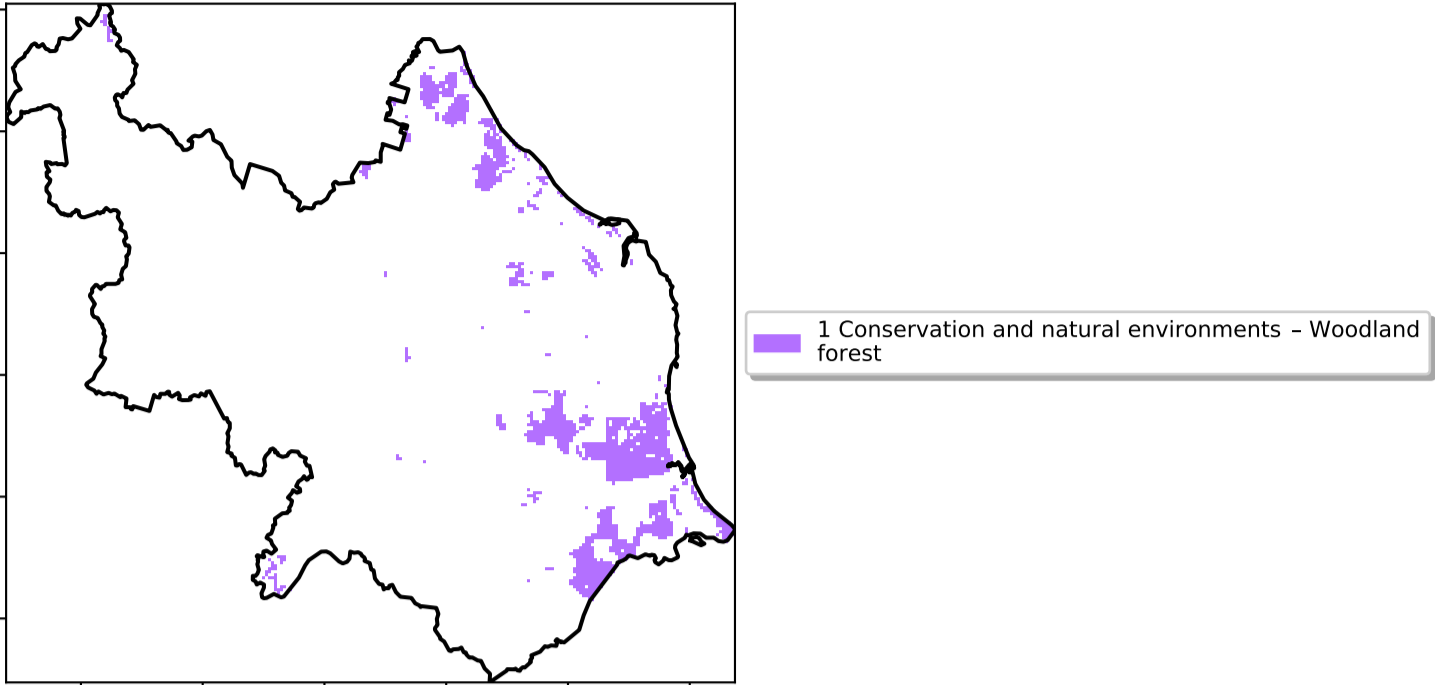 1 Conservation and natural environments – Woodland
forest